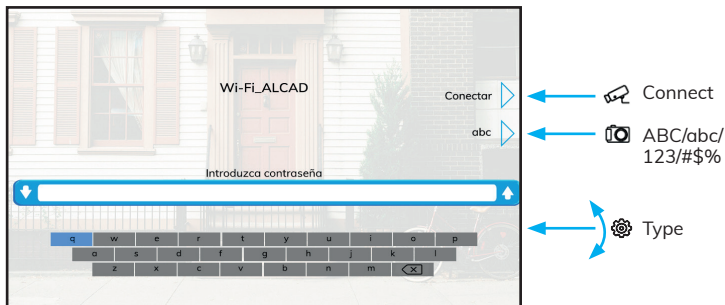 Wi-Fi_ALCAD
Conectar
Connect
abc
ABC/abc/
123/#$%
Introduzca contraseña
Type
q w e r t y u i o p
a s d f g h j k l
z x c v b n m